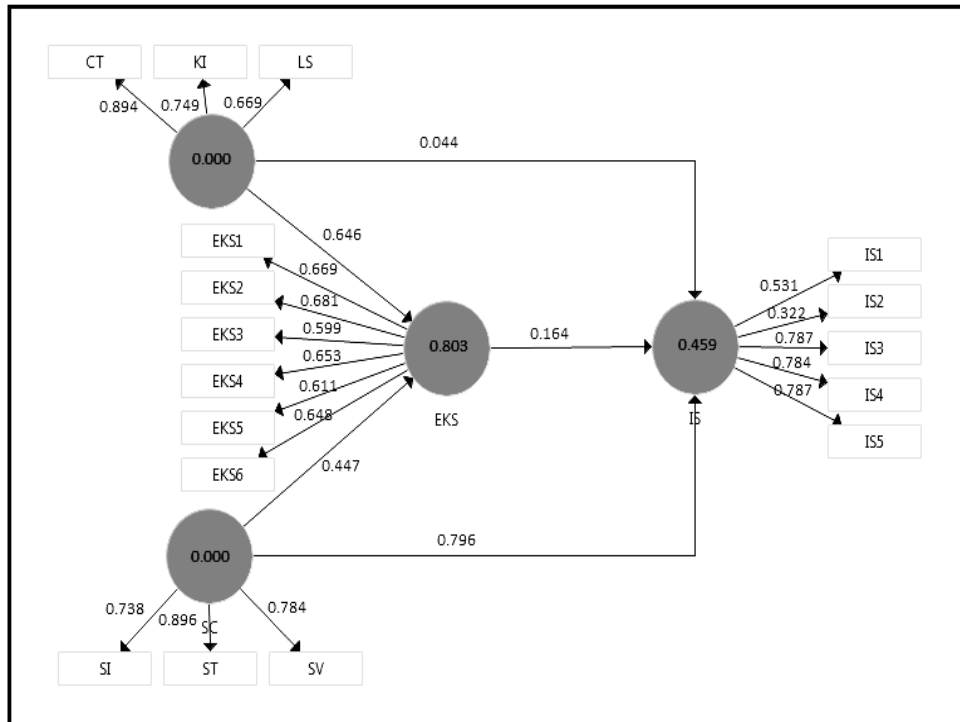 CT KI LS
0.894 0.749 0.669
0.000
0.044
0.646
EKS1
0.669
EKS2
0.681
EKS3
0.599
EKS4
0.653
EKS5
0.611
EKS6
0.648
0.803
EKS
0.164
0.459
IS
0.531
IS1
0.322
IS2
0.787
IS3
0.784
IS4
0.787
IS5
0.447
0.000
SC
0.796
0.738 0.896 0.784
SI ST SV